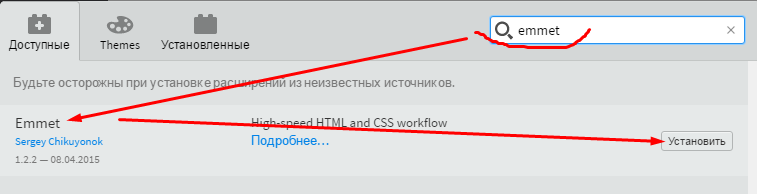 emmet ×
Доступные Themes Установленные
Будьте осторожны при установке расширений из неизвестных источников.
Emmet High-speed HTML and CSS workflow
Sergey Chikuyonok Подробнее... Установить
1.2.2 — 08.04.2015